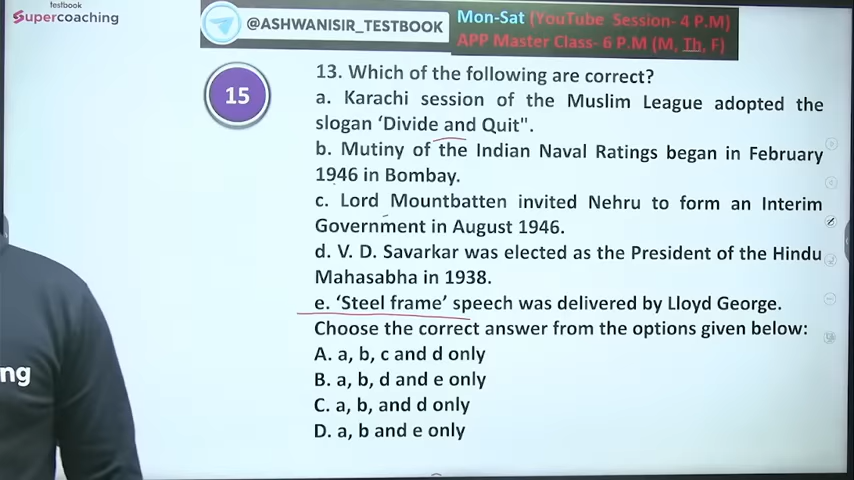 testbook
Supercoaching
@ASHWANISIR_TESTBOOK
Mon-Sat (YouTube Session- 4 P.M)
APP Master Class- 6 P.M (M, Th, F)
15
13. Which of the following are correct?
a. Karachi session of the Muslim League adopted the
slogan ‘Divide and Quit".
b. Mutiny of the Indian Naval Ratings began in February
1946 in Bombay.
c. Lord Mountbatten invited Nehru to form an Interim
Government in August 1946.
d. V. D. Savarkar was elected as the President of the Hindu
Mahasabha in 1938.
e. ‘Steel frame’ speech was delivered by Lloyd George.
Choose the correct answer from the options given below:
A. a, b, c and d only
B. a, b, d and e only
C. a, b, and d only
D. a, b and e only
ng